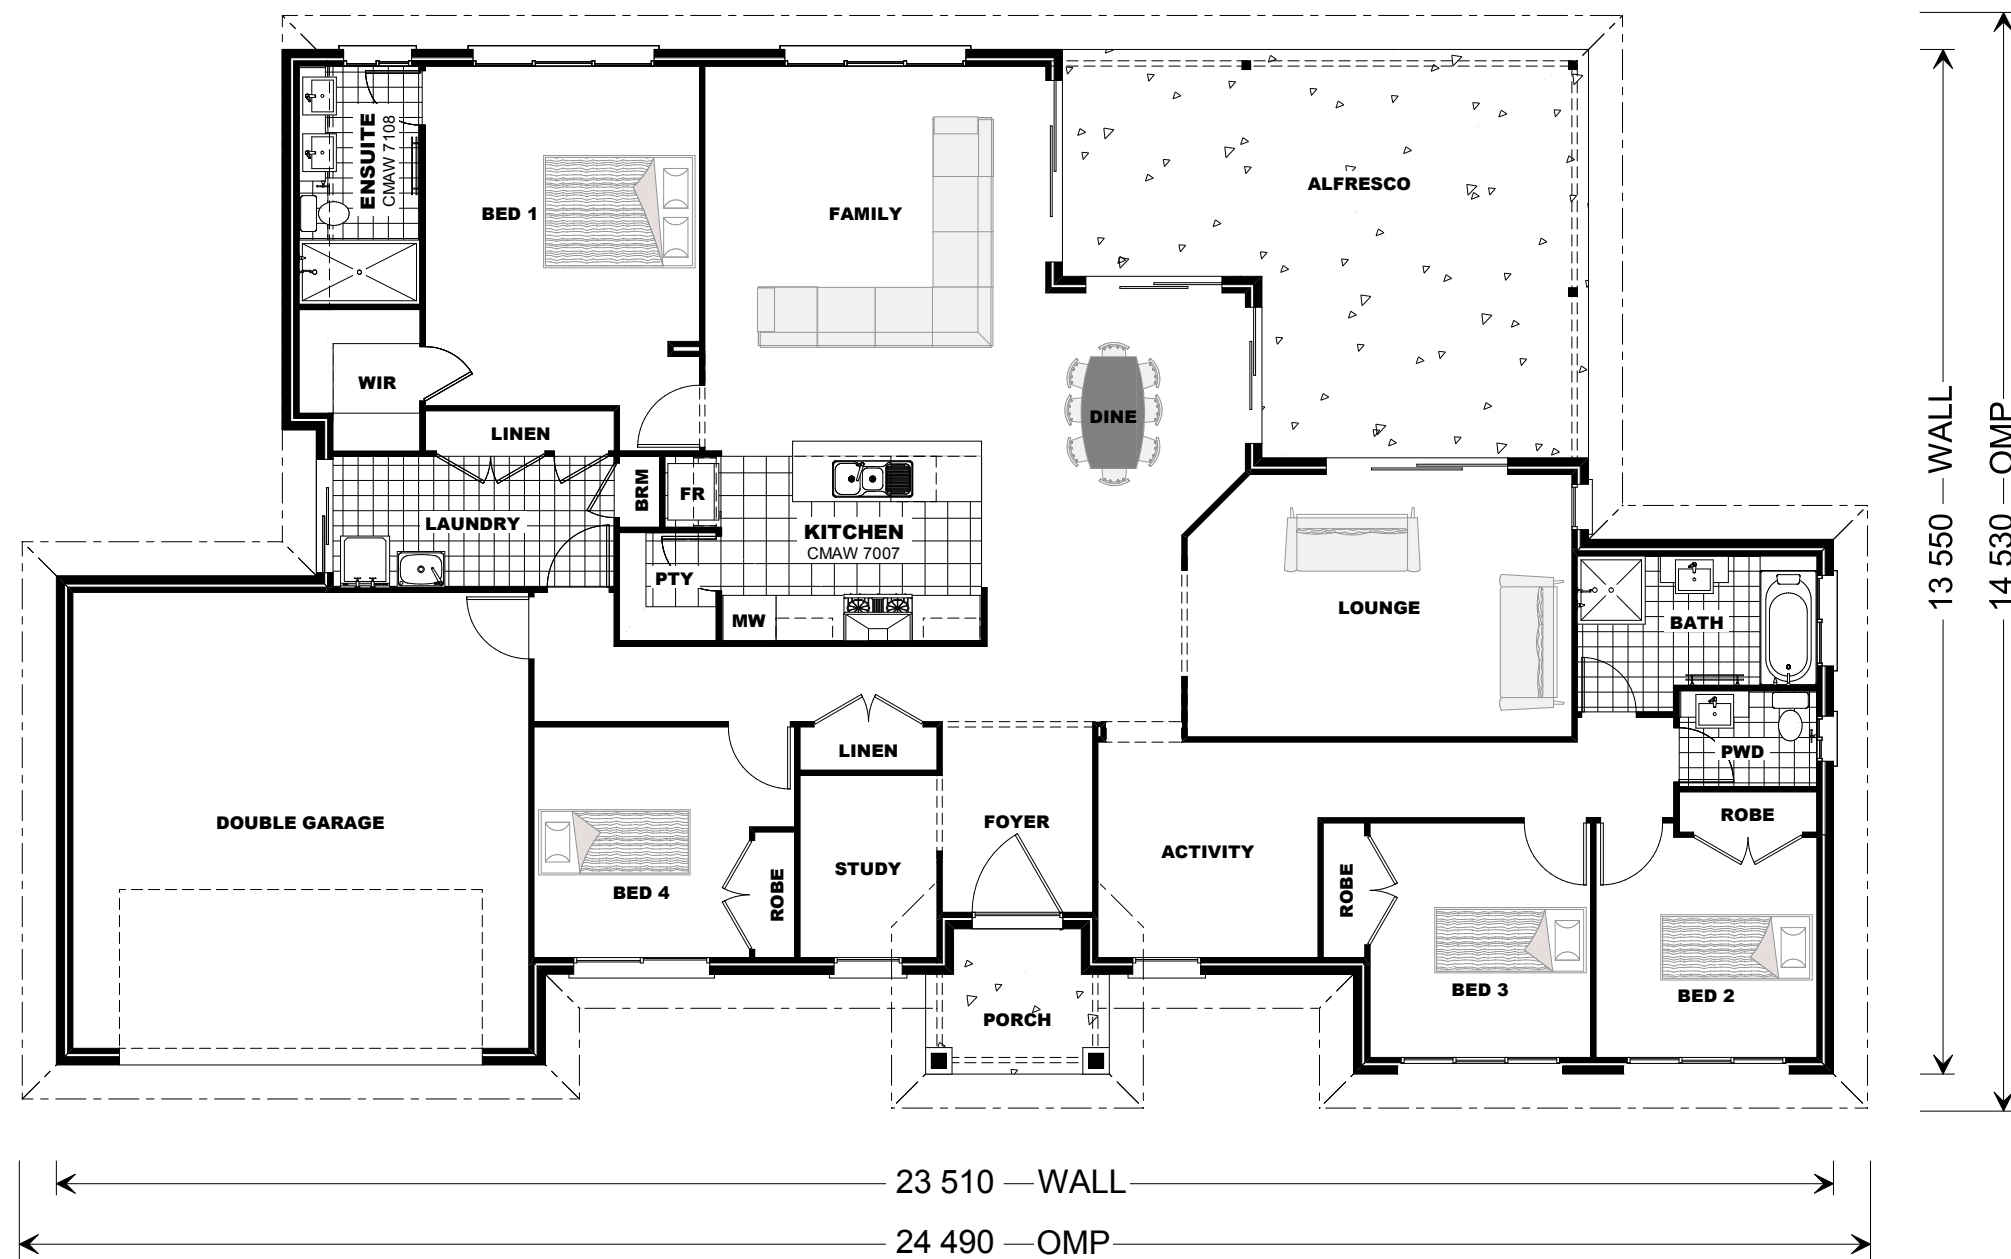 ENSUITE
CMAW 7108
BED 1
FAMILY
ALFRESCO
WIR
LINEN
DINE
BRM
FR
LAUNDRY
KITCHEN
CMAW 7007
PTY
MW
LOUNGE
BATH
PWD
LINEN
ROBE
DOUBLE GARAGE
FOYER
ACTIVITY
STUDY
BED 4
ROBE
ROBE
BED 3
BED 2
PORCH
13 550 WALL
14 530 OMP
23 510 WALL
24 490 OMP